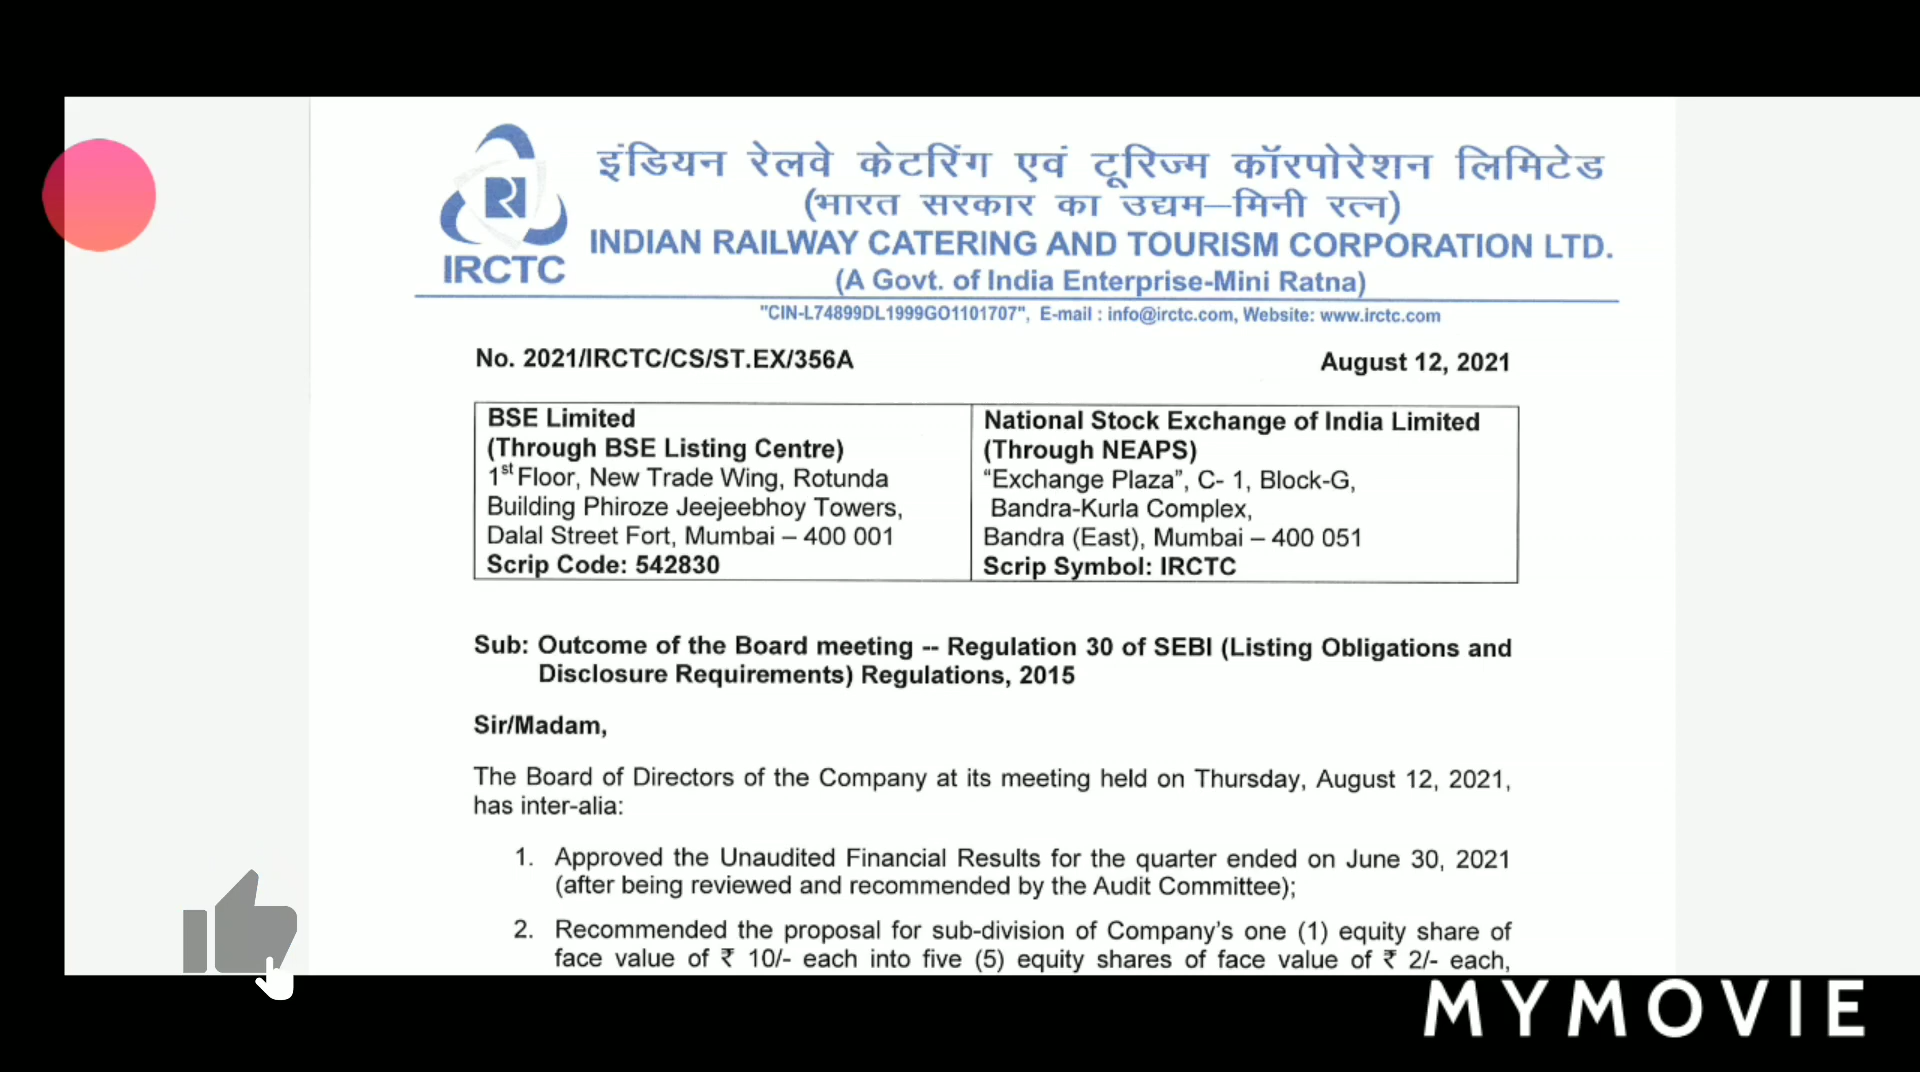 इंडियन रेलवे केटरिंग एवं टूरिज्म कॉरपोरेशन लिमिटेड
(भारत सरकार का उद्यम–मिनी रत्न)
INDIAN RAILWAY CATERING AND TOURISM CORPORATION LTD.
IRCTC
(A Govt. of India Enterprise-Mini Ratna)
"CIN-L74899DL1999GO1101707", E-mail : info@irctc.com, Website: www.irctc.com
No. 2021/IRCTC/CS/ST.EX/356A
August 12, 2021
BSE Limited
(Through BSE Listing Centre)
1st Floor, New Trade Wing, Rotunda
Building Phiroze Jeejeebhoy Towers,
Dalal Street Fort, Mumbai – 400 001
Scrip Code: 542830
National Stock Exchange of India Limited
(Through NEAPS)
“Exchange Plaza”, C- 1, Block-G,
Bandra-Kurla Complex,
Bandra (East), Mumbai – 400 051
Scrip Symbol: IRCTC
Sub: Outcome of the Board meeting -- Regulation 30 of SEBI (Listing Obligations and
Disclosure Requirements) Regulations, 2015
Sir/Madam,
The Board of Directors of the Company at its meeting held on Thursday, August 12, 2021,
has inter-alia:
1. Approved the Unaudited Financial Results for the quarter ended on June 30, 2021
(after being reviewed and recommended by the Audit Committee);
2. Recommended the proposal for sub-division of Company’s one (1) equity share of
face value of ₹ 10/- each into five (5) equity shares of face value of ₹ 2/- each,
MYMOVIE